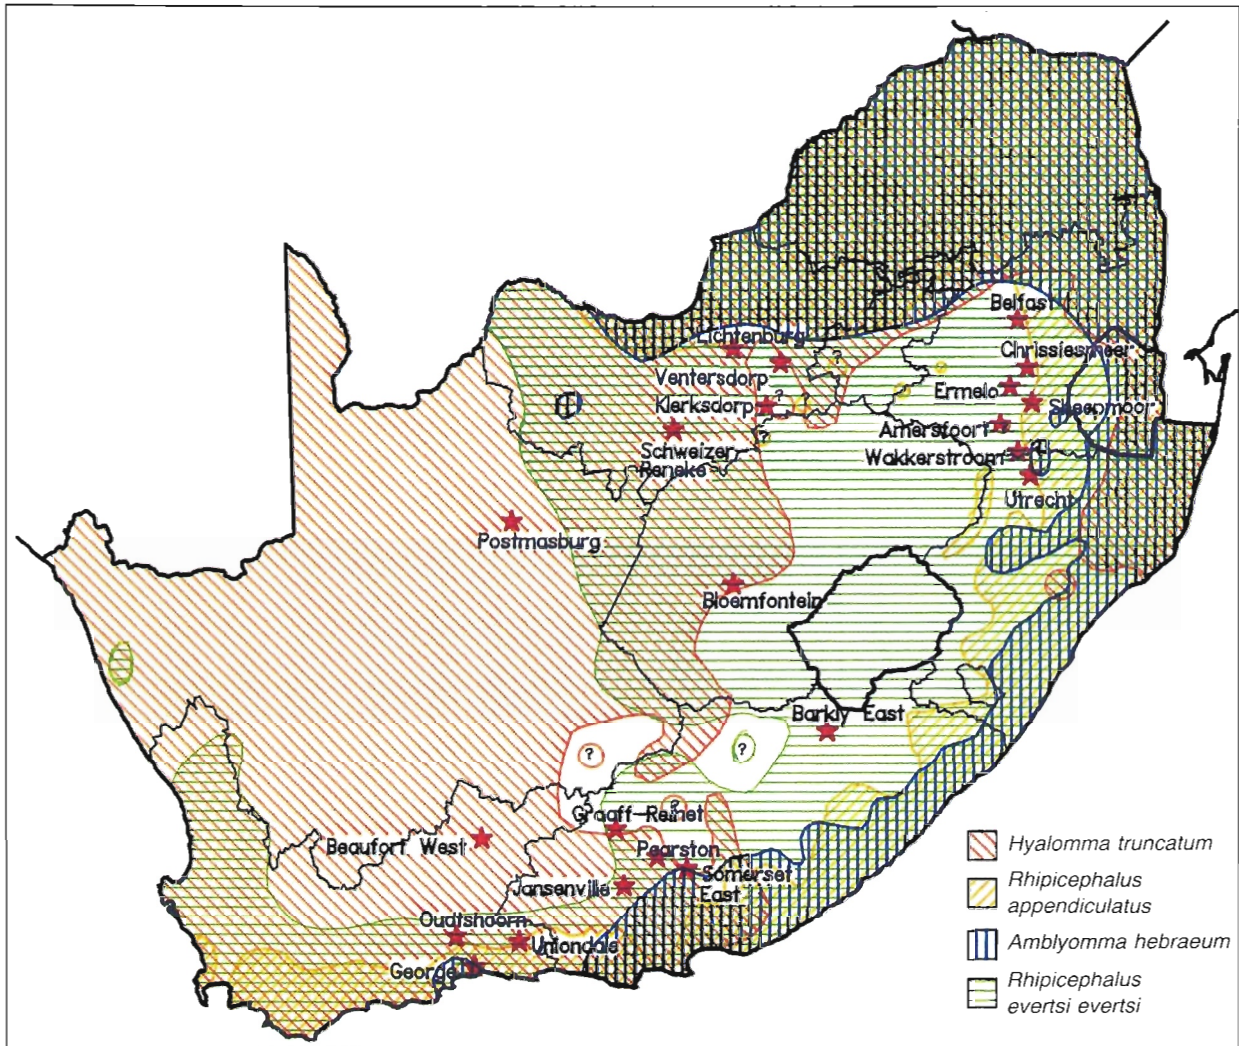 Belfast
Lichtenburg
Chrissiesmeer
?
Ventersdorp
Ermelo
?
Klerksdorp
Sheepmoor
Amersfoort
?
Schweizer
Reneke
Wakkerstroom
Utrecht
Postmasburg
Bloemfontein
Barkly East
?
?
Graaff-Reinet
?
Beaufort West
Pearston
Somerset
East
Jansenville
Oudtshoorn
Uniondale
George
Hyalomma truncatum
Rhipicephalus
appendiculatus
Amblyomma hebraeum
Rhipicephalus
evertsi evertsi